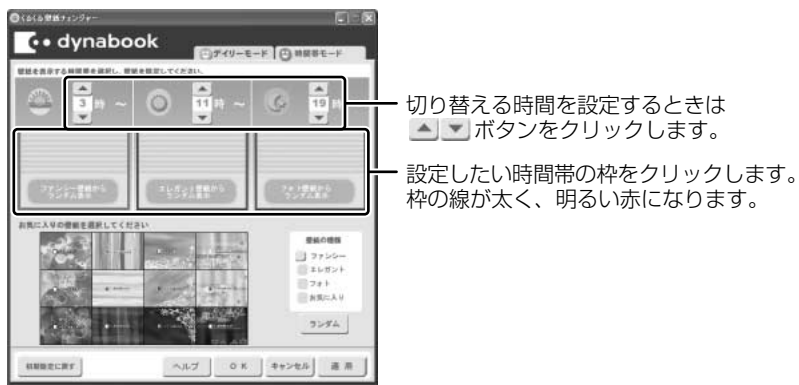 くるくる壁紙チェンジャー
dynabook
デイリーモード
時間帯モード
壁紙を表示する時間帯を選択し、壁紙を設定してください。
3 時 ～ 11 時 ～ 19 時
切り替える時間を設定するときは
ボタンをクリックします。
ファンシー壁紙から
ランダム表示
エレガント壁紙から
ランダム表示
フォト壁紙から
ランダム表示
設定したい時間帯の枠をクリックします。
枠の線が太く、明るい赤になります。
お気に入りの壁紙を選択してください
壁紙の種類
ファンシー
エレガント
フォト
お気に入り
ランダム
初期設定に戻す
ヘルプ
OK
キャンセル
適用